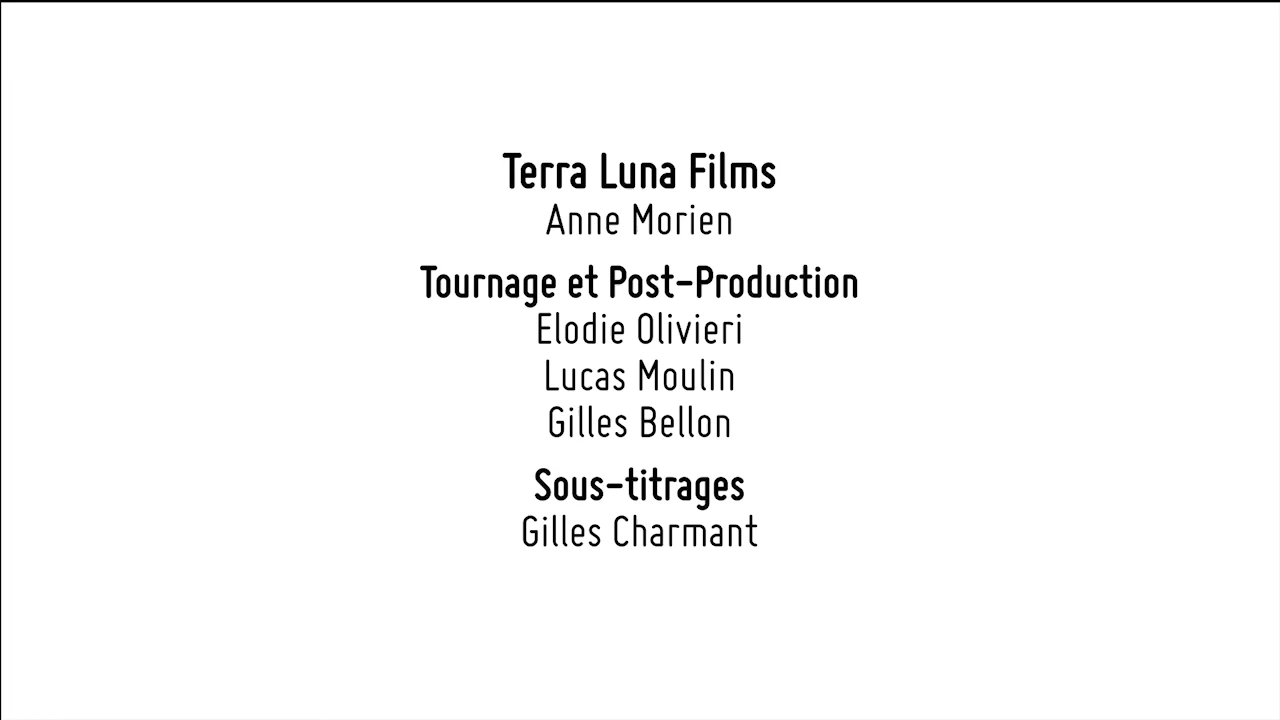 Terra Luna Films
Anne Morien
Tournage et Post-Production
Elodie Olivieri
Lucas Moulin
Gilles Bellon
Sous-titrages
Gilles Charmant